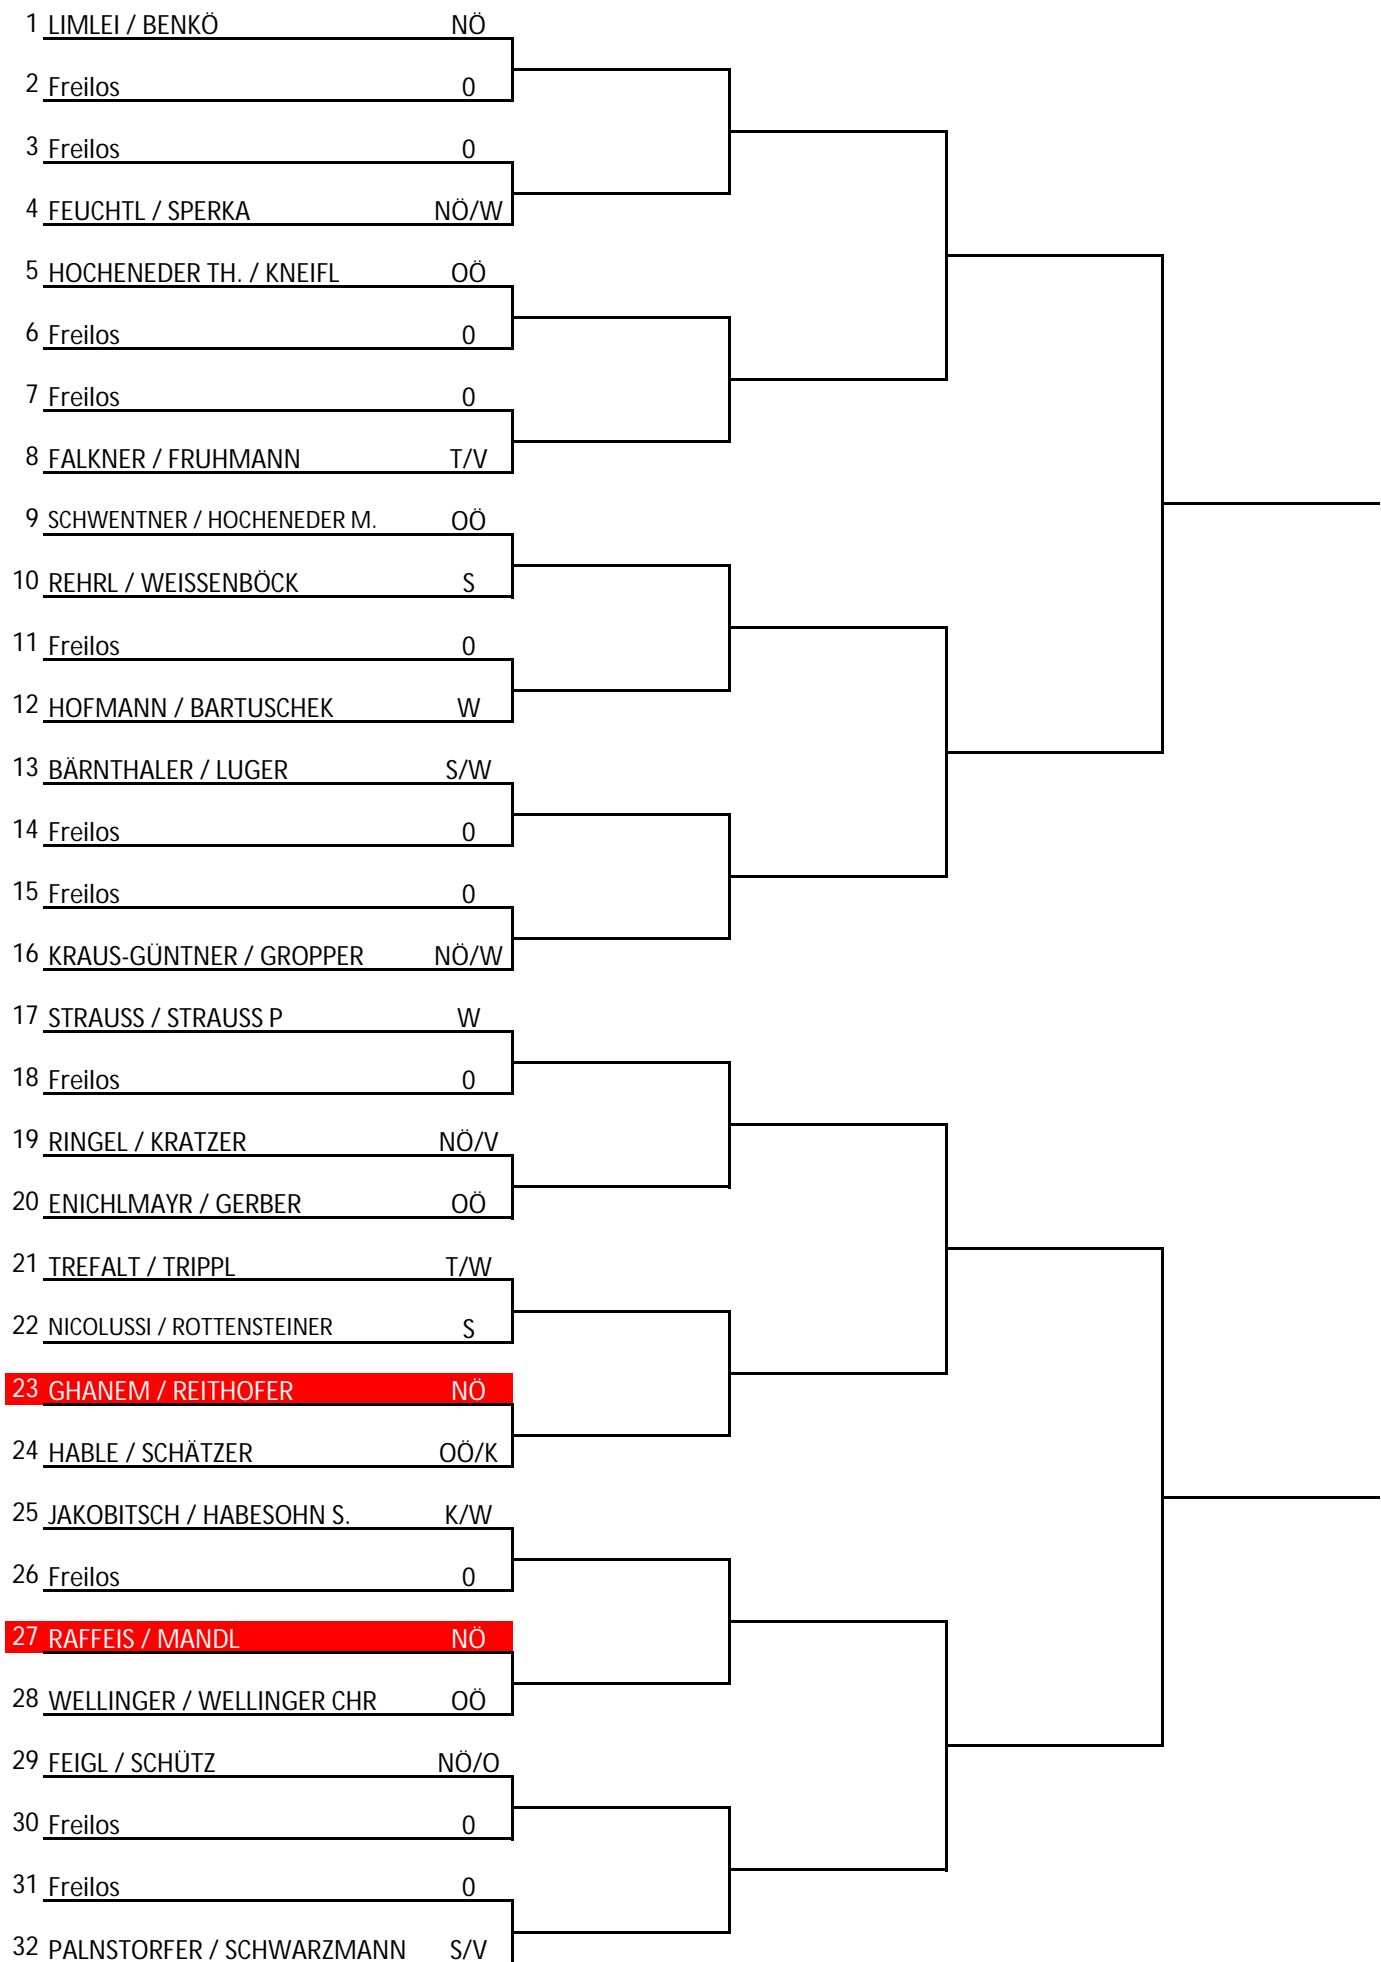 1 LIMLEI / BENKÖ NÖ
2 Freilos 0
3 Freilos 0
4 FEUCHTL / SPERKA NÖ/W
5 HOCHENEDER TH. / KNEIFL OÖ
6 Freilos 0
7 Freilos 0
8 FALKNER / FRUHMANN T/V
9 SCHWENTNER / HOCHENEDER M. OÖ
10 REHRL / WEISSENBÖCK S
11 Freilos 0
12 HOFMANN / BARTUSCHEK W
13 BÄRNTHALER / LUGER S/W
14 Freilos 0
15 Freilos 0
16 KRAUS-GÜNTNER / GROPPER NÖ/W
17 STRAUSS / STRAUSS P W
18 Freilos 0
19 RINGEL / KRATZER NÖ/V
20 ENICHLMAYR / GERBER OÖ
21 TREFALT / TRIPPL T/W
22 NICOLUSSI / ROTTENSTEINER S
23 GHANEM / REITHOFER NÖ
24 HABLE / SCHÄTZER OÖ/K
25 JAKOBITSCH / HABESOHN S. K/W
26 Freilos 0
27 RAFFEIS / MANDL NÖ
28 WELLINGER / WELLINGER CHR OÖ
29 FEIGL / SCHÜTZ NÖ/O
30 Freilos 0
31 Freilos 0
32 PALNSTORFER / SCHWARZMANN S/V